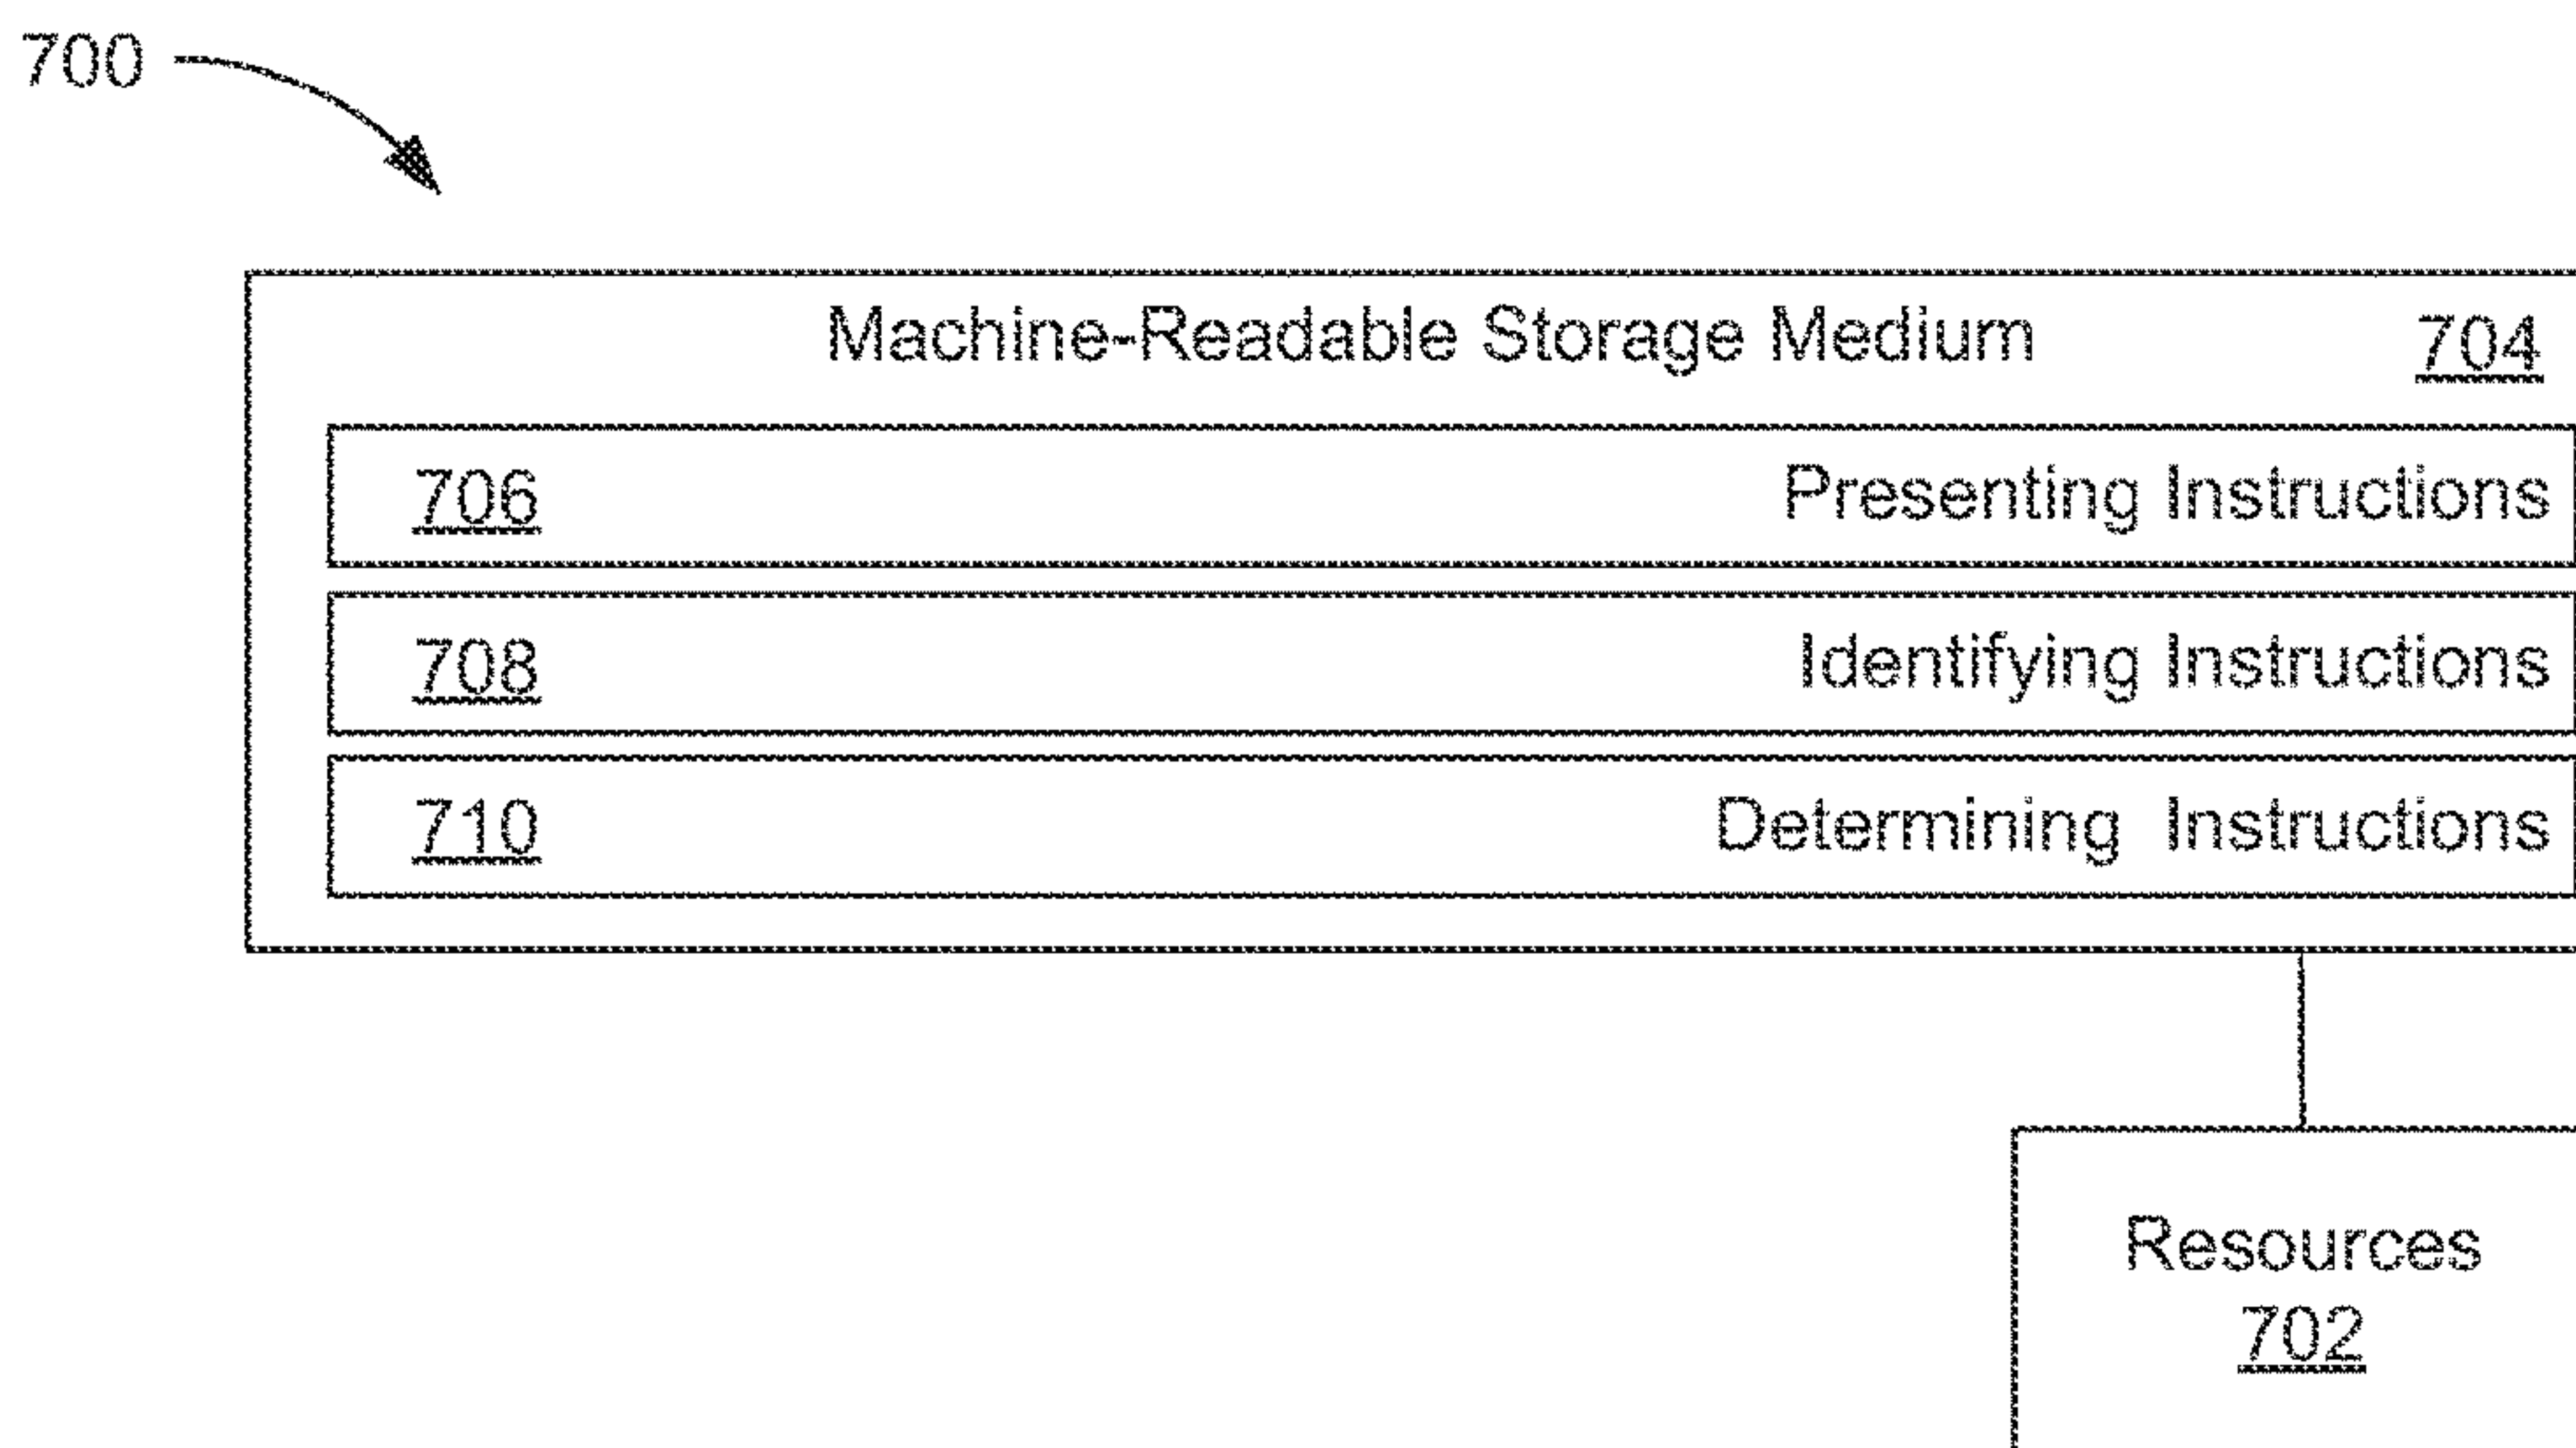 700
Machine-Readable Storage Medium 704
706 Presenting Instructions
708 Identifying Instructions
710 Determining Instructions
Resources
702